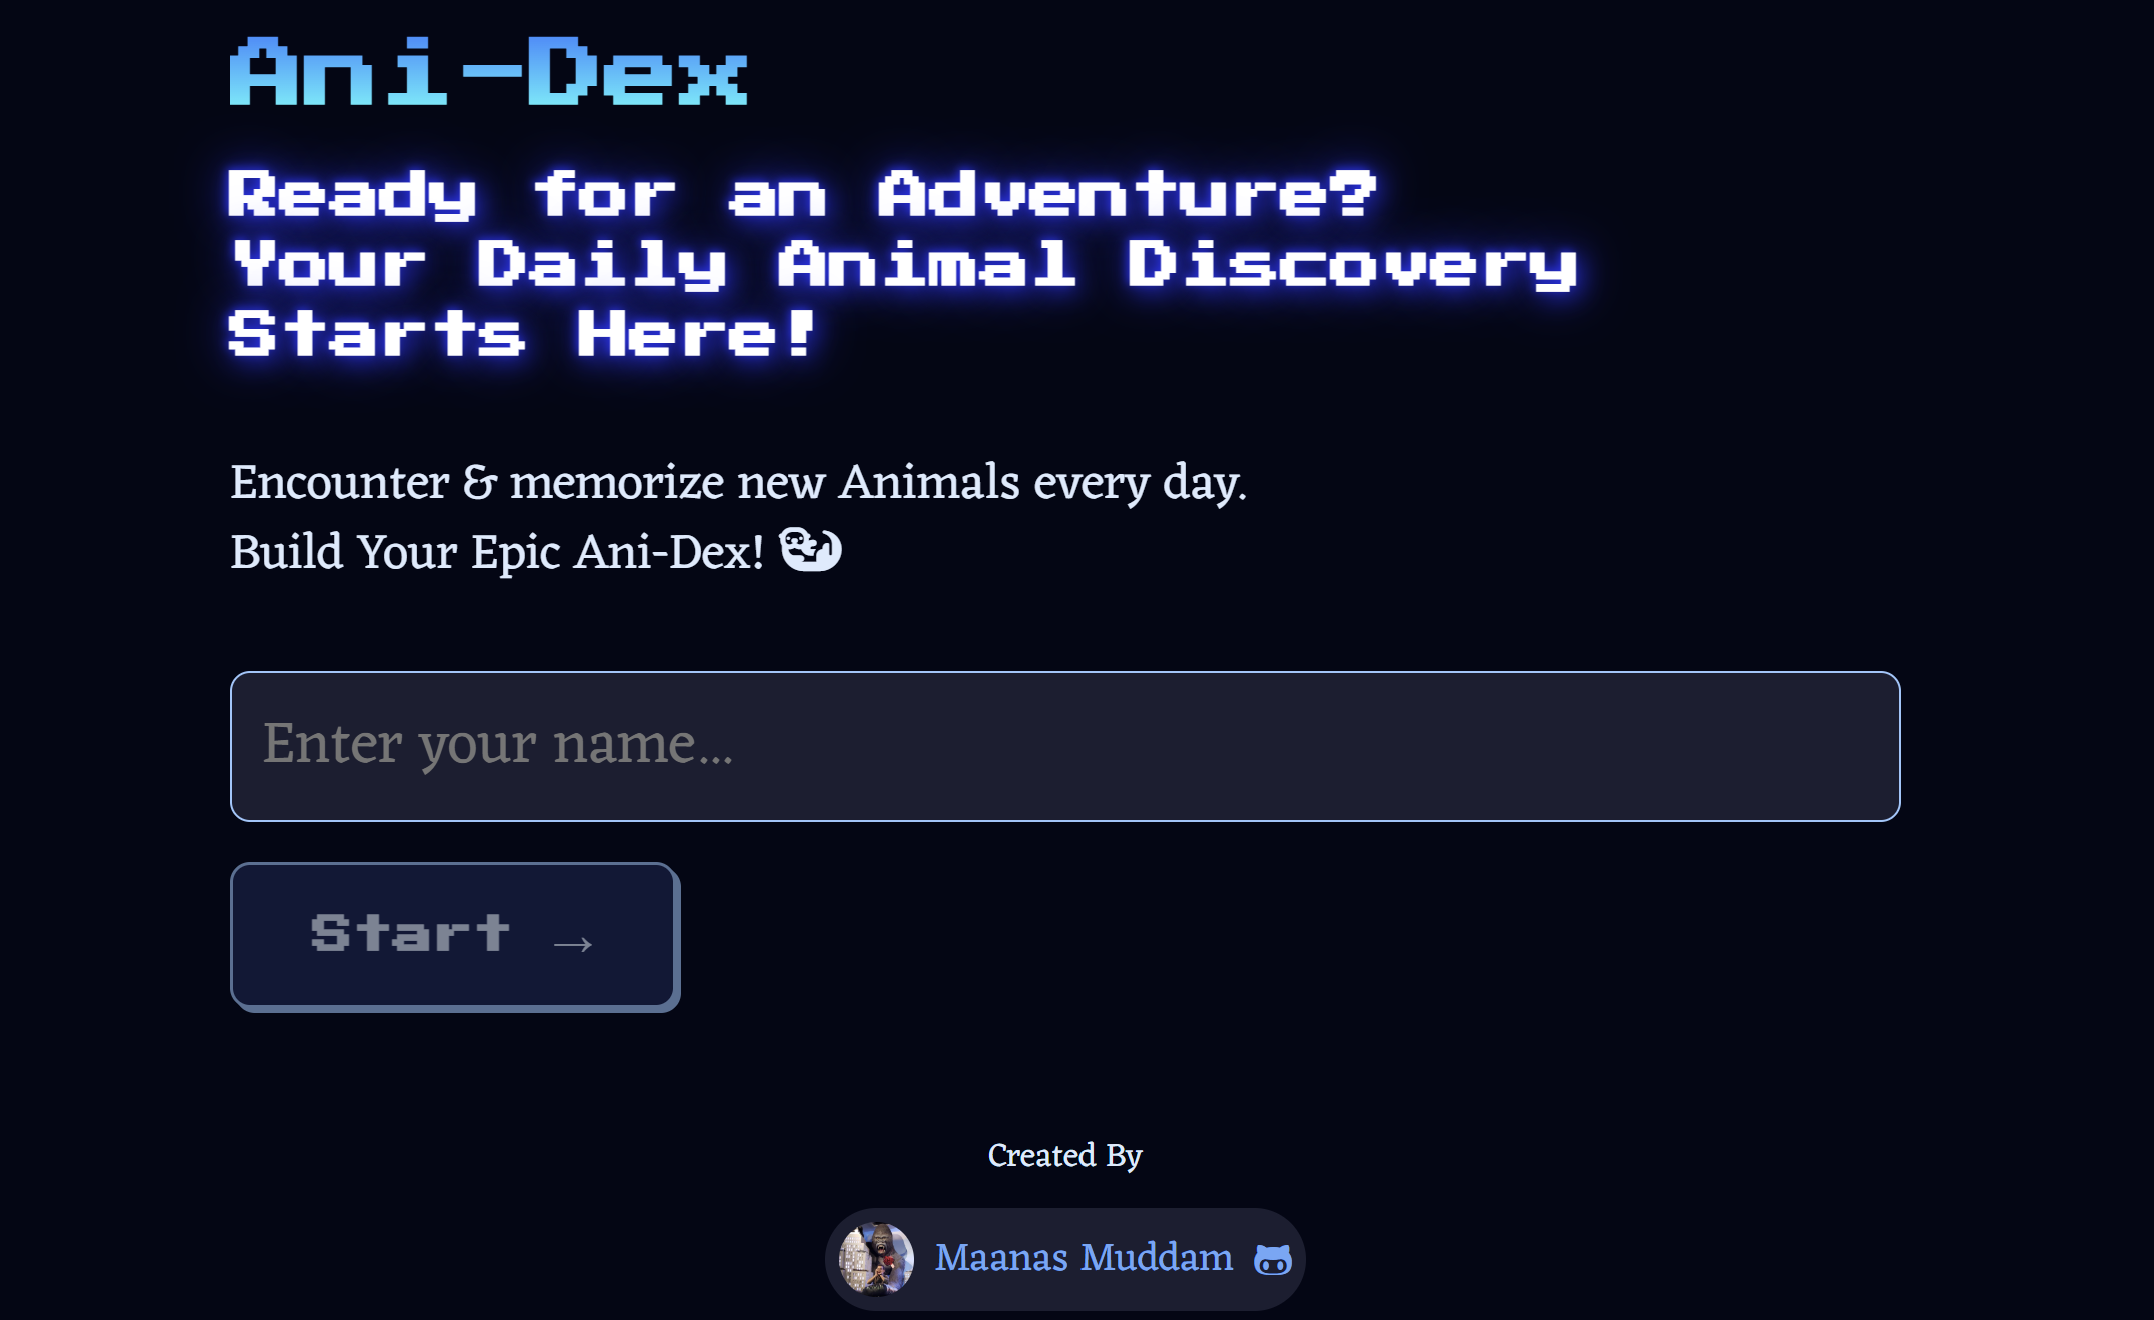 Ani-Dex
Ready for an Adventure?
Your Daily Animal Discovery
Starts Here!
Encounter & memorize new Animals every day.
Build Your Epic Ani-Dex! 🦦
Enter your name...
Start →
Created By
Maanas Muddam